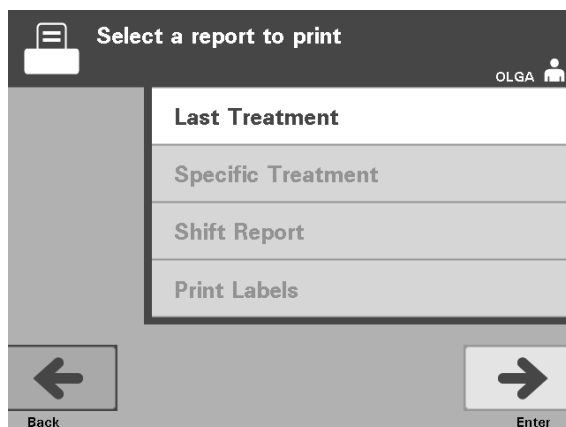 Select a report to print
OLGA
Last Treatment
Specific Treatment
Shift Report
Print Labels
Back
Enter